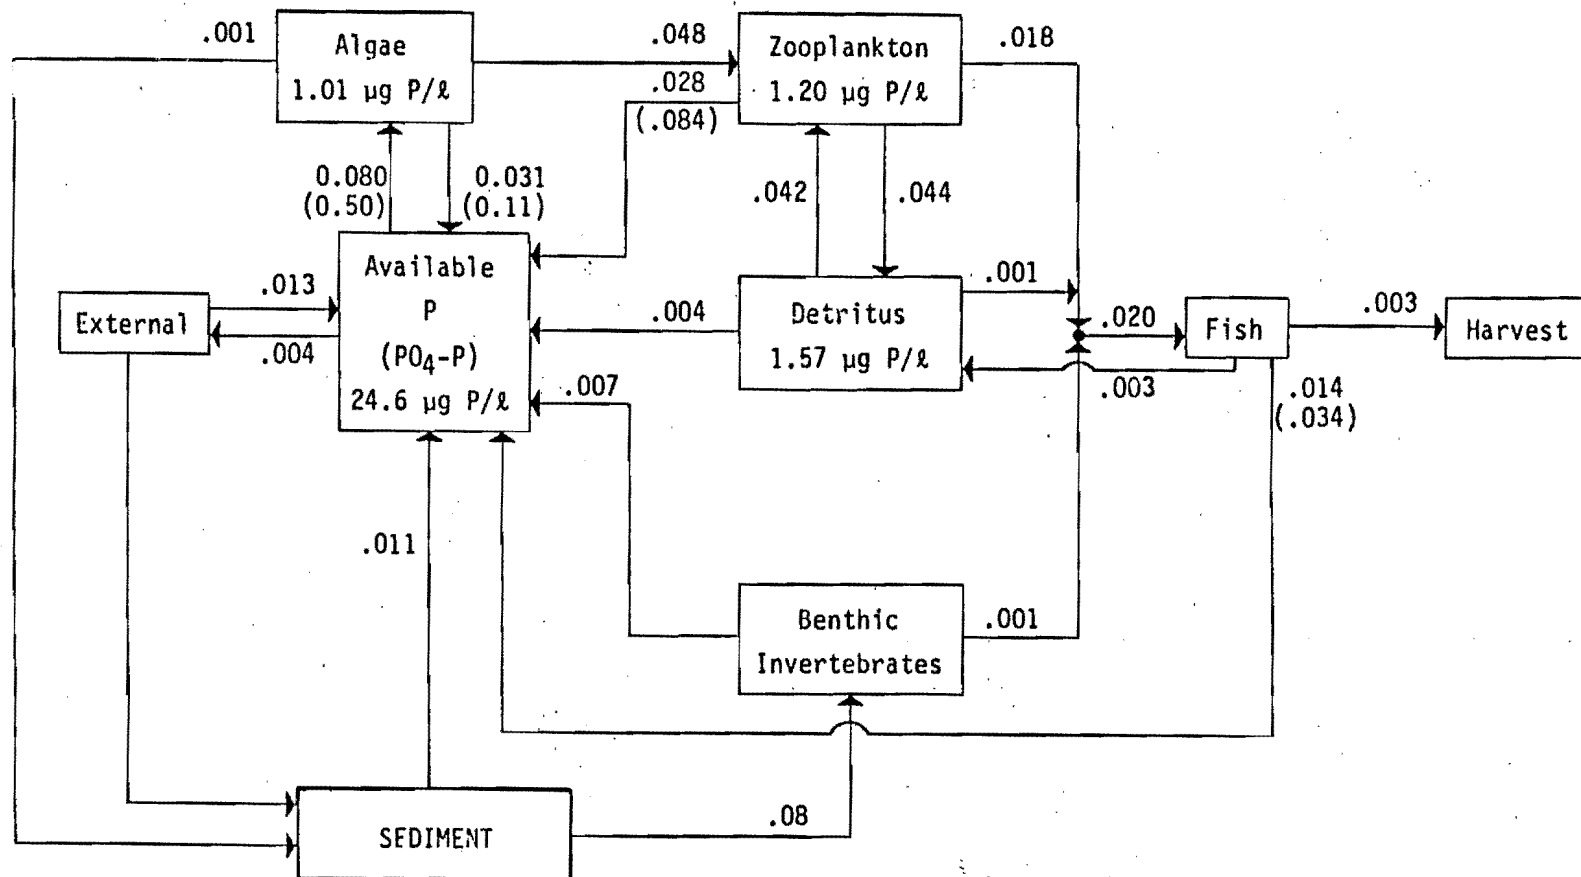 .001
Algae
1.01 µg P/ℓ
.048
.028
(.084)
Zooplankton
1.20 µg P/ℓ
.018
0.080
(0.50)
0.031
(0.11)
.042
.044
External
.013
.004
Available
P
(PO4-P)
24.6 µg P/ℓ
.004
.007
Detritus
1.57 µg P/ℓ
.001
.020
.003
Fish
.003
Harvest
.014
(.034)
.011
Benthic
Invertebrates
.001
SEDIMENT
.08